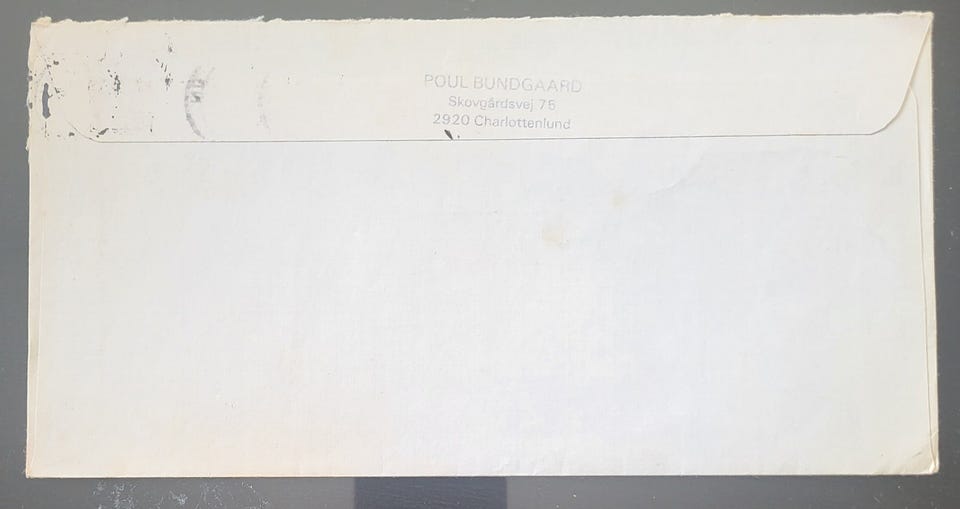 POUL BUNDGAARD
Skovgårdsvej 75
2920 Charlottenlund